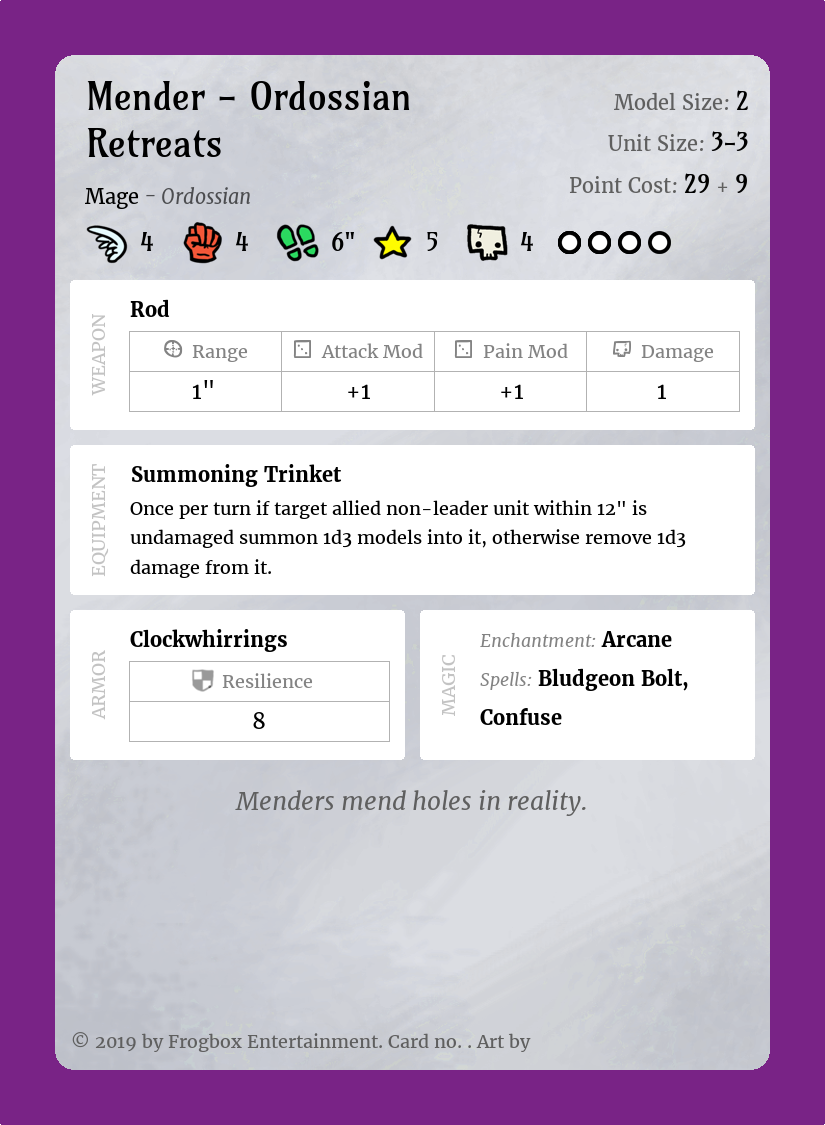 Mender – Ordossian
Retreats
Model Size: 2
Unit Size: 3–3
Point Cost: 29 + 9
Mage – Ordossian
4 4 6" 5 4
WEAPON
Rod
Range Attack Mod Pain Mod Damage
1" +1 +1 1
EQUIPMENT
Summoning Trinket
Once per turn if target allied non-leader unit within 12" is
undamaged summon 1d3 models into it, otherwise remove 1d3
damage from it.
ARMOR
Clockwhirrings
Resilience
8
MAGIC
Enchantment: Arcane
Spells: Bludgeon Bolt,
Confuse
Menders mend holes in reality.
© 2019 by Frogbox Entertainment. Card no. . Art by